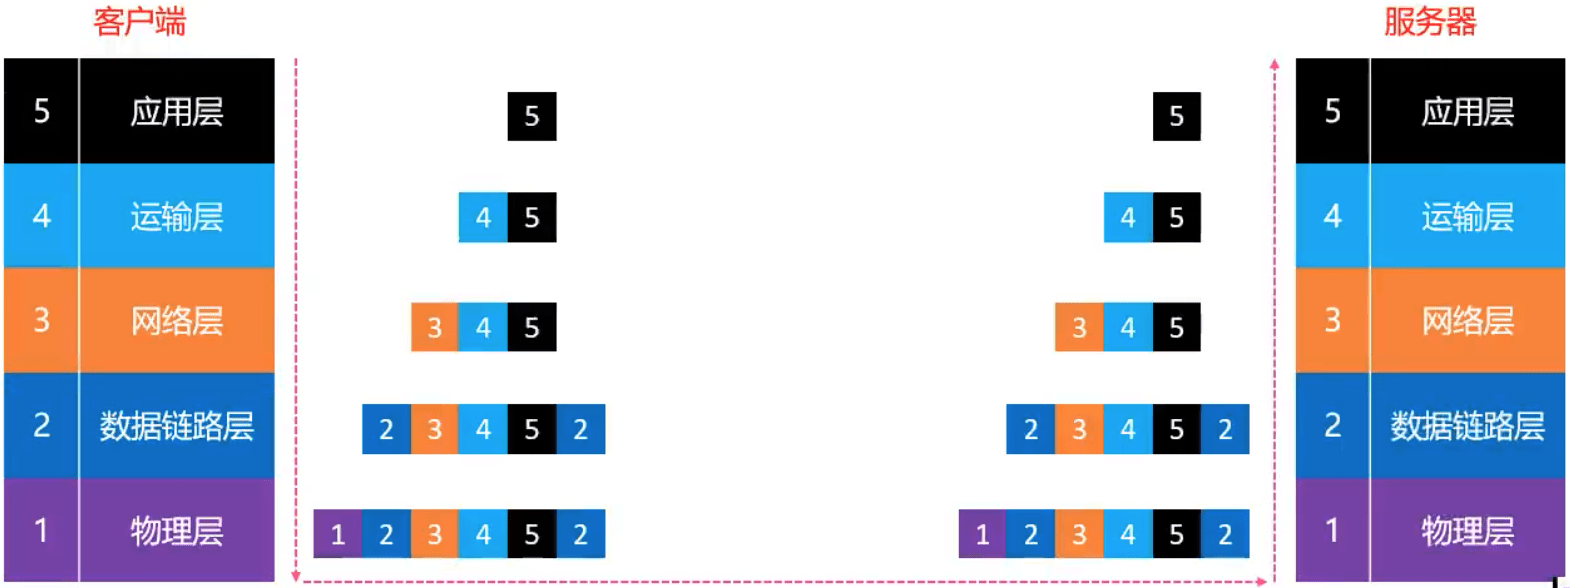 客户端 服务器
5 应用层 5 5 5 应用层
4 运输层 4 5 4 5 4 运输层
3 网络层 3 4 5 3 4 5 3 网络层
2 数据链路层 2 3 4 5 2 2 3 4 5 2 2 数据链路层
1 物理层 1 2 3 4 5 2 1 2 3 4 5 2 1 物理层